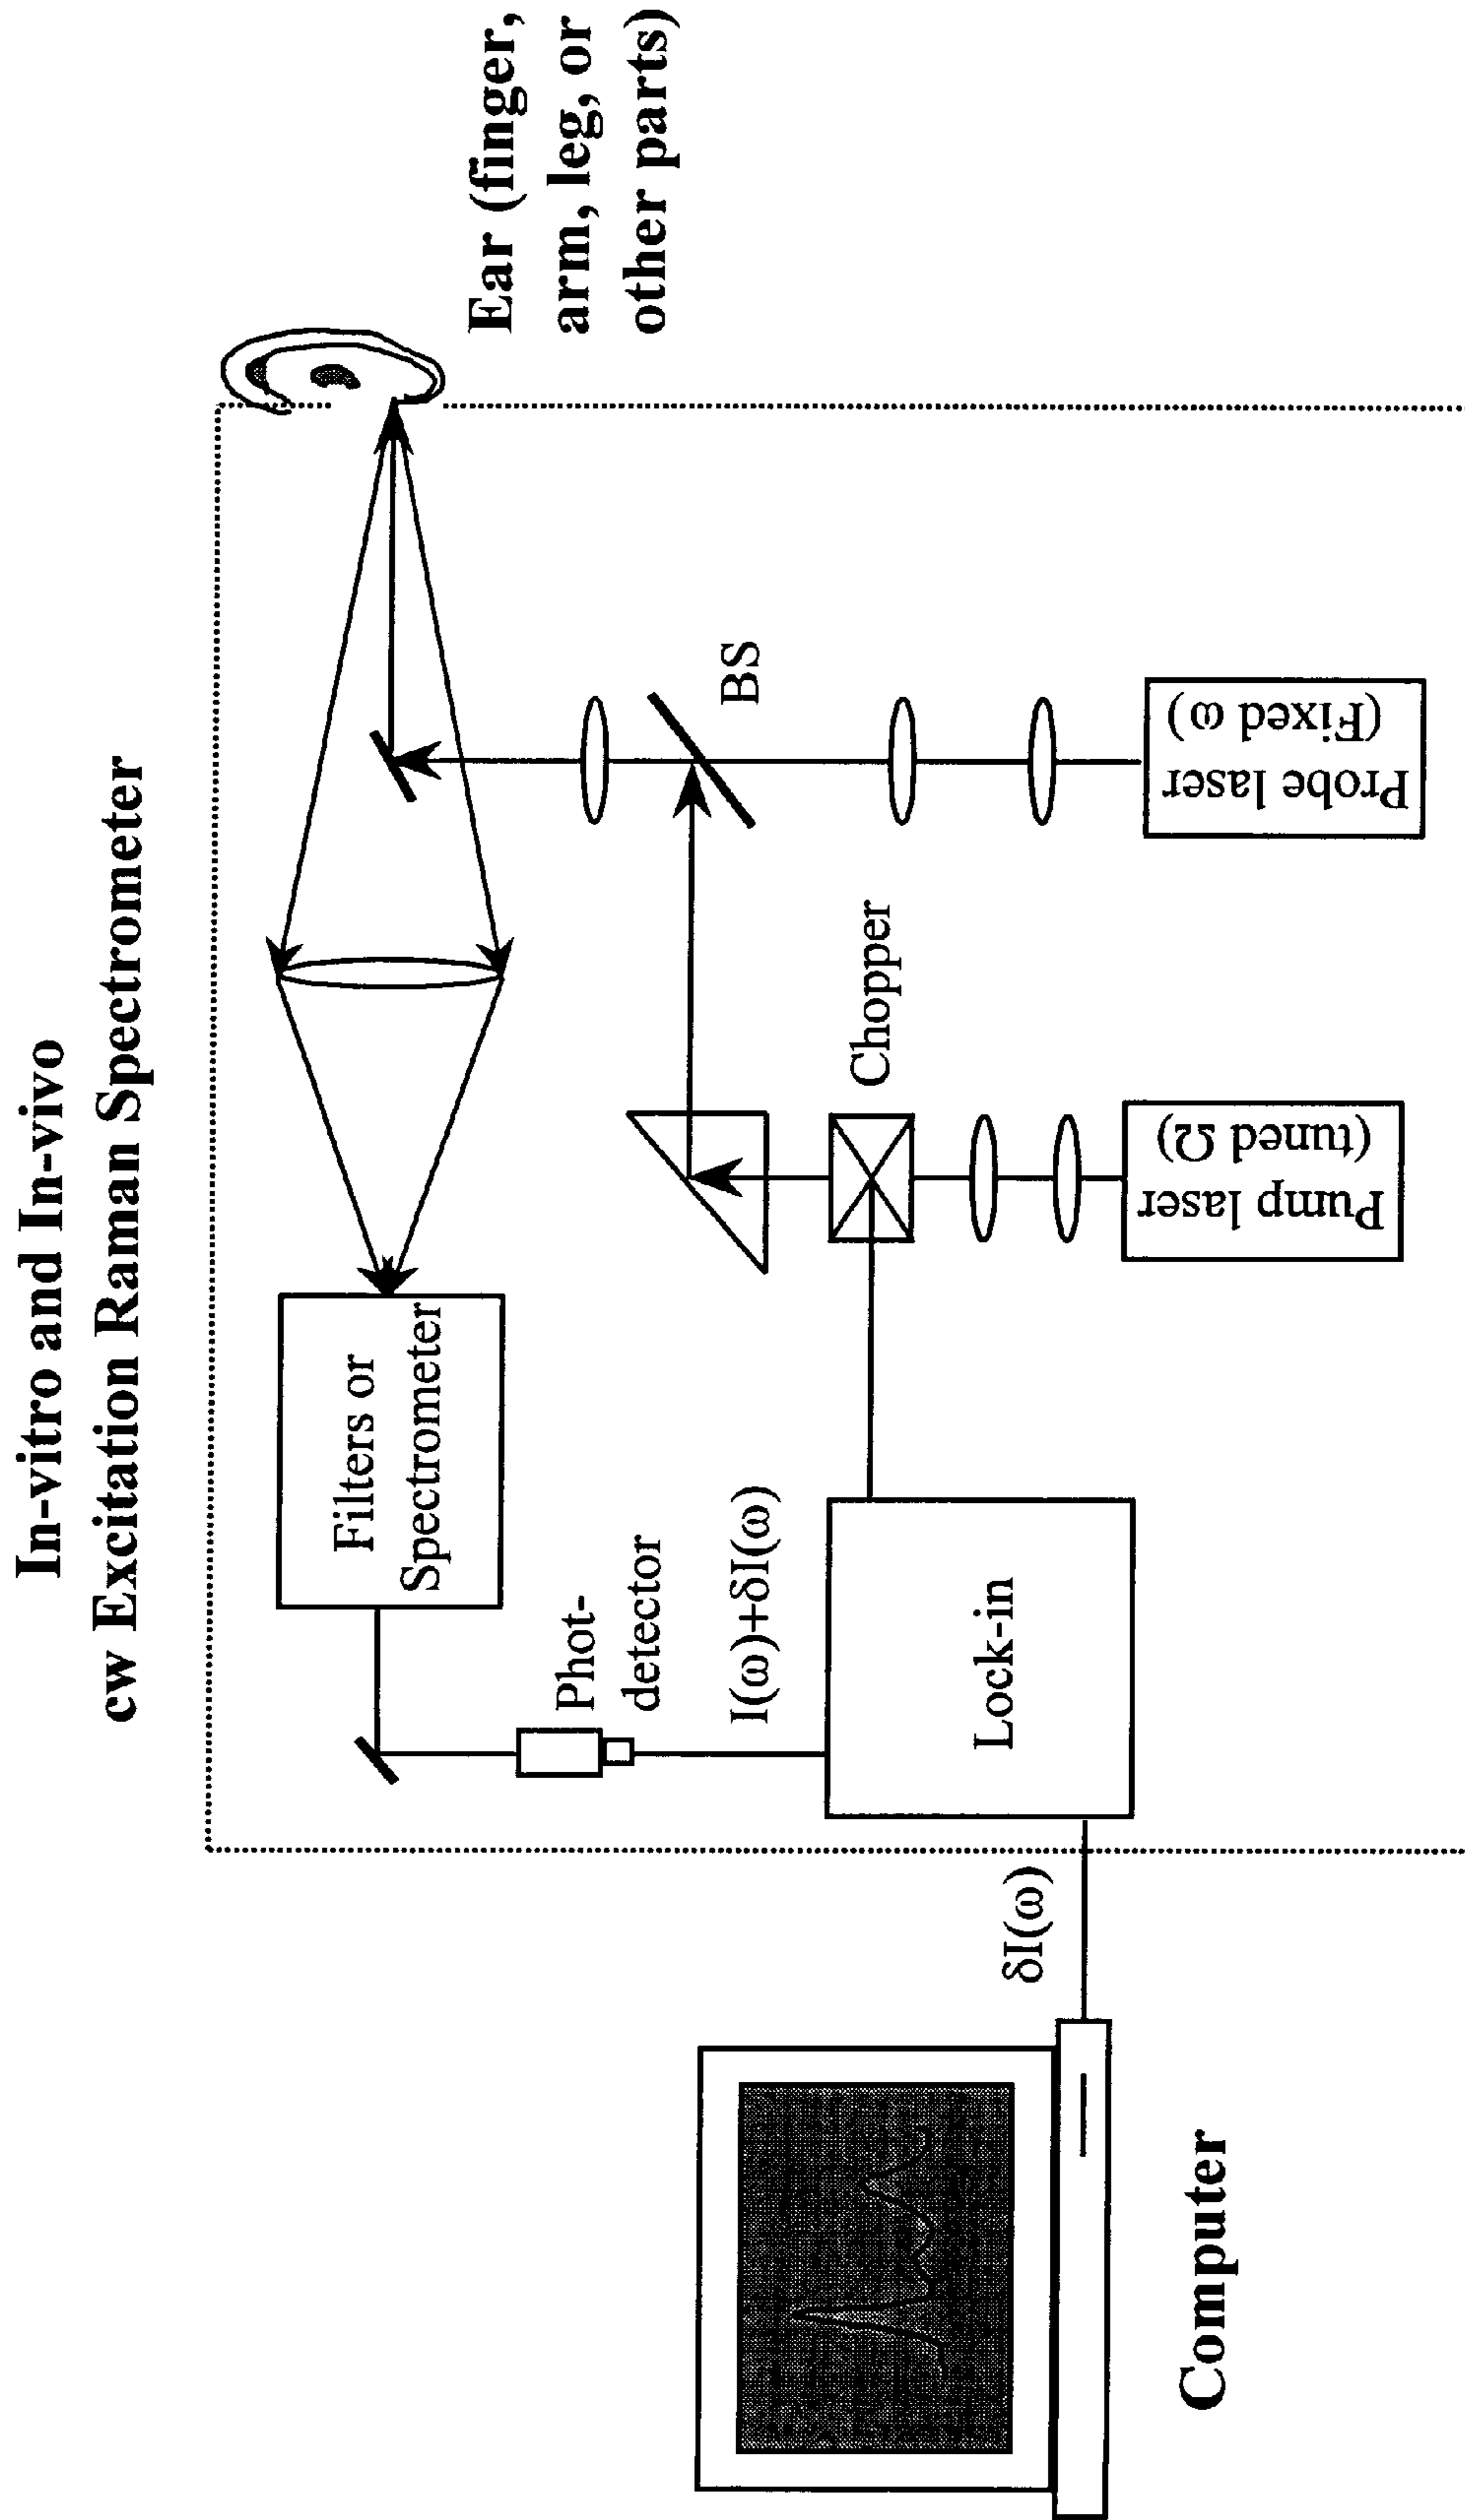 In-vitro and In-vivo
cw Excitation Raman Spectrometer
Filters or
Spectrometer
Ear (finger,
arm, leg, or
other parts)
Phot-
detector
I(ω)+δI(ω)
BS
Chopper
Lock-in
δI(ω)
Pump laser
(tuned Ω)
Probe laser
(Fixed ω)
Computer